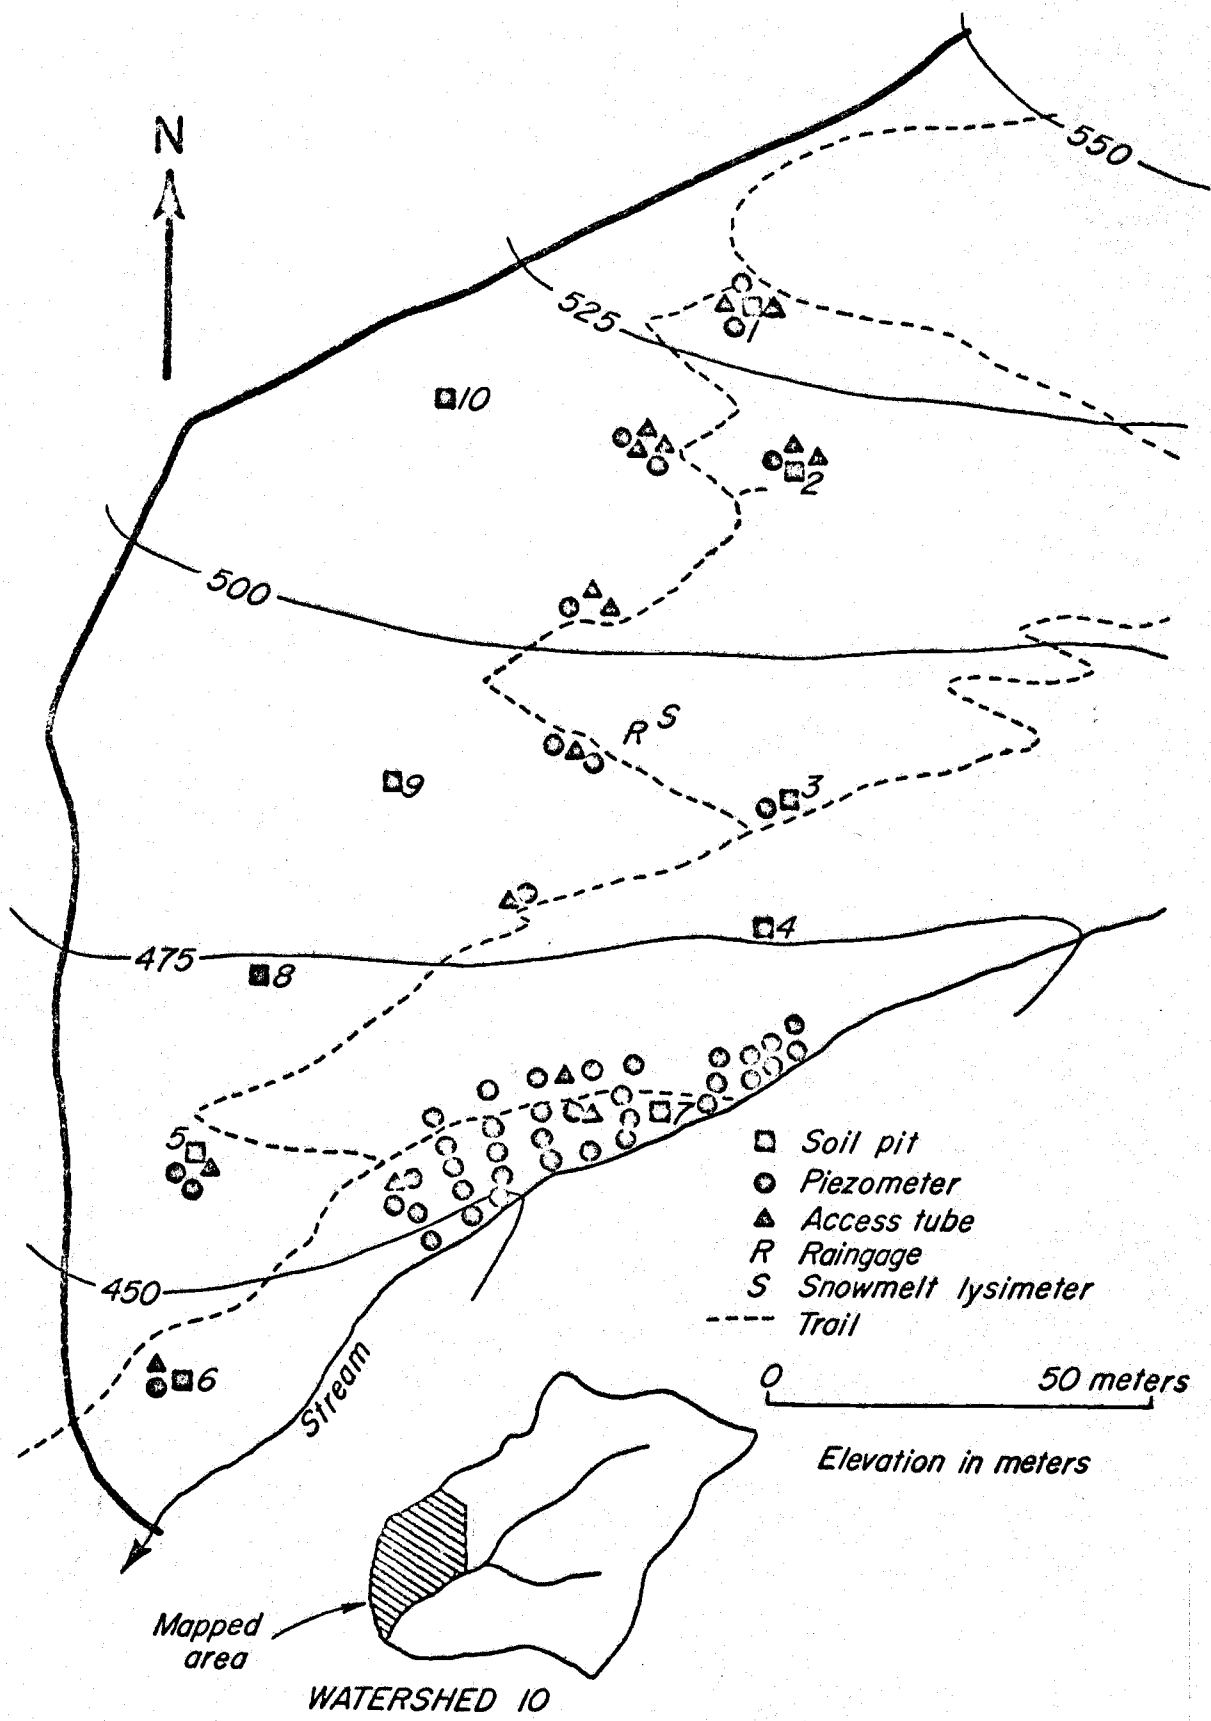 N
550
525
1
10
2
500
R S
9
3
475
4
8
5
7
450
6
Soil pit
Piezometer
Access tube
R Raingage
S Snowmelt lysimeter
Trail
Stream
0 50 meters
Elevation in meters
Mapped
area
WATERSHED 10